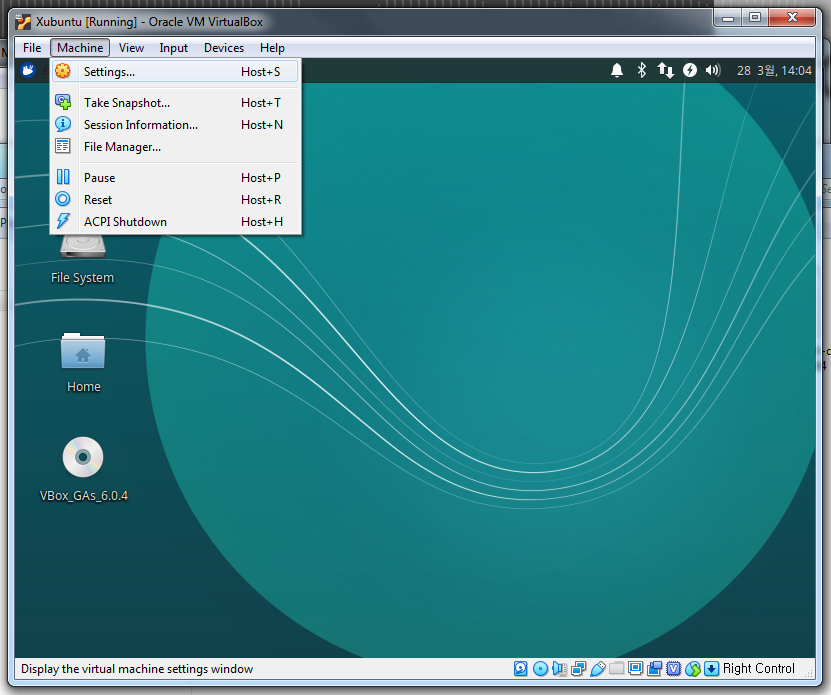 Xubuntu [Running] - Oracle VM VirtualBox
File Machine View Input Devices Help
28 3월, 14:04
Settings... Host+S
Take Snapshot... Host+T
Session Information... Host+N
File Manager...
Pause Host+P
Reset Host+R
ACPI Shutdown Host+H
File System
Home
VBox_GAs_6.0.4
Display the virtual machine settings window
Right Control